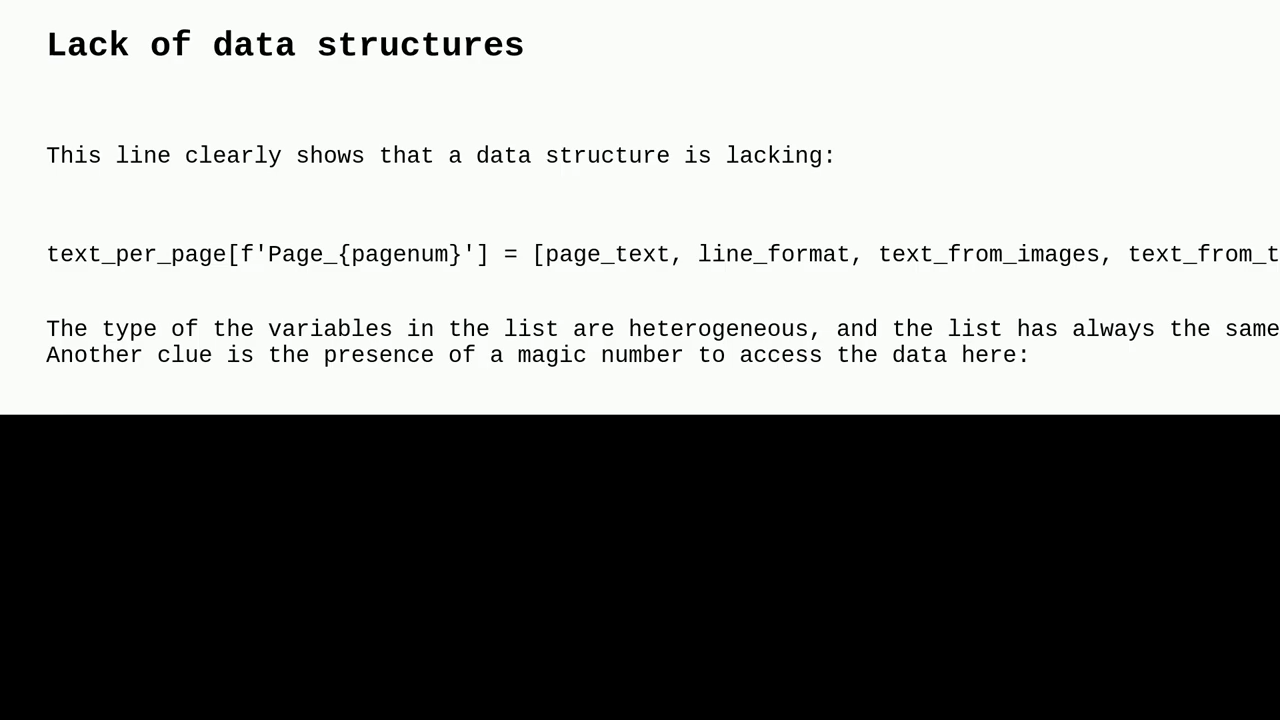 Lack of data structures
This line clearly shows that a data structure is lacking:
text_per_page[f'Page_{pagenum}'] = [page_text, line_format, text_from_images, text_from_t
The type of the variables in the list are heterogeneous, and the list has always the same
Another clue is the presence of a magic number to access the data here: